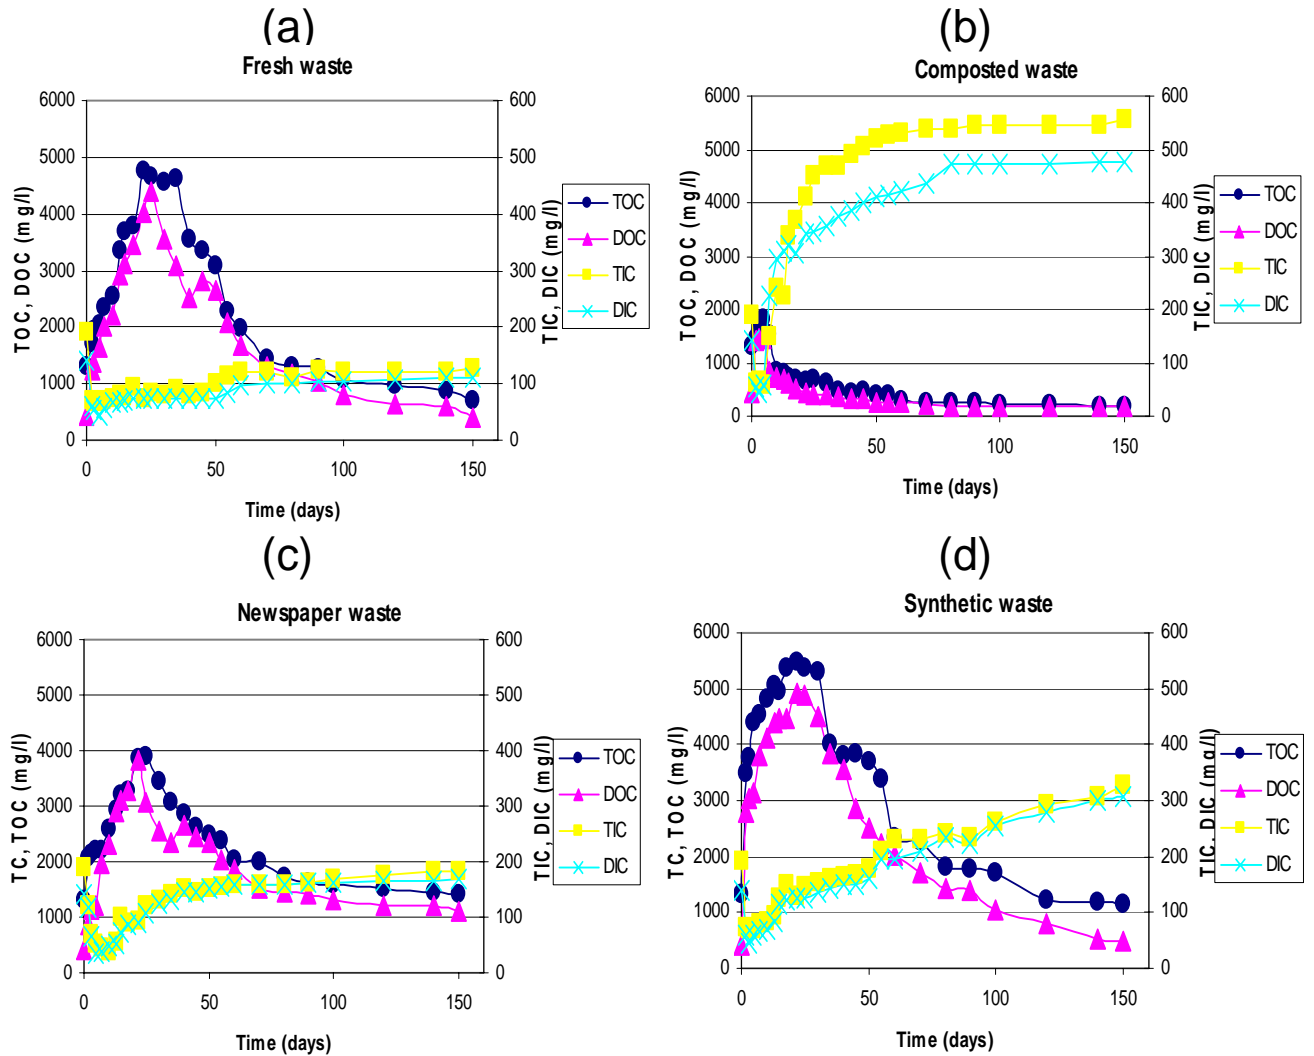 (a)
Fresh waste
6000
5000
4000
3000
2000
1000
0
600
500
400
300
200
100
0
0
50
100
150
TOC, DOC (mg/l)
TIC, DIC (mg/l)
Time (days)
TOC
DOC
TIC
DIC
(b)
Composted waste
6000
5000
4000
3000
2000
1000
0
600
500
400
300
200
100
0
0
50
100
150
TOC, DOC (mg/l)
TIC, DIC (mg/l)
Time (days)
TOC
DOC
TIC
DIC
(c)
Newspaper waste
6000
5000
4000
3000
2000
1000
0
600
500
400
300
200
100
0
0
50
100
150
TC, TOC (mg/l)
TIC, DIC (mg/l)
Time (days)
TOC
DOC
TIC
DIC
(d)
Synthetic waste
6000
5000
4000
3000
2000
1000
0
600
500
400
300
200
100
0
0
50
100
150
TC, TOC (mg/l)
TIC, DIC (mg/l)
Time (days)
TOC
DOC
TIC
DIC